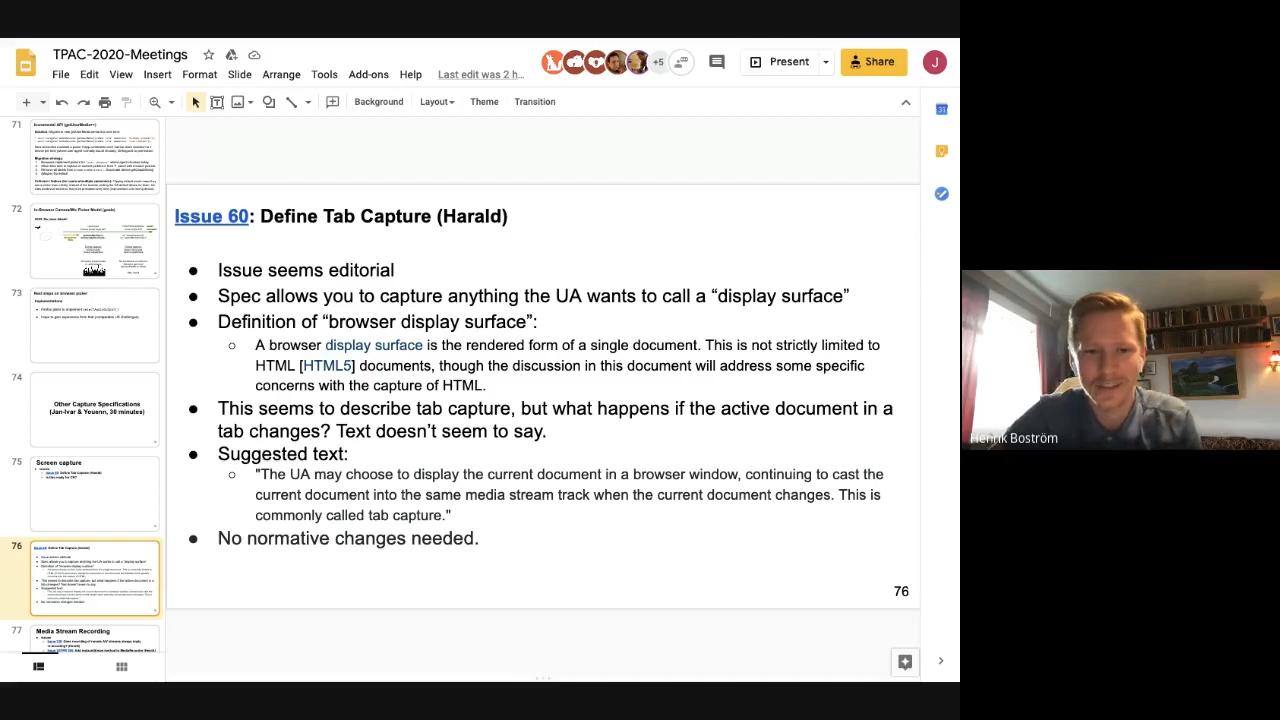 TPAC-2020-Meetings
File Edit View Insert Format Slide Arrange Tools Add-ons Help Last edit was 2 h...
+5
Present
Share
J
Background Layout Theme Transition
31
71
72
73
74
Other Capture Specifications
(Jan-Ivar & Youenn, 30 minutes)
75
Screen capture
76
77
Media Stream Recording
Issue 60: Define Tab Capture (Harald)
● Issue seems editorial
● Spec allows you to capture anything the UA wants to call a “display surface”
● Definition of “browser display surface”:
○ A browser display surface is the rendered form of a single document. This is not strictly limited to
HTML [HTML5] documents, though the discussion in this document will address some specific
concerns with the capture of HTML.
● This seems to describe tab capture, but what happens if the active document in a
tab changes? Text doesn’t seem to say.
● Suggested text:
○ "The UA may choose to display the current document in a browser window, continuing to cast the
current document into the same media stream track when the current document changes. This is
commonly called tab capture."
● No normative changes needed.
76
Henrik Boström